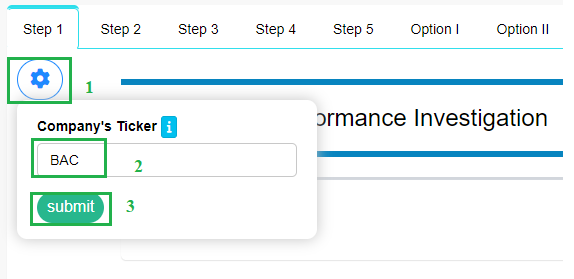 Step 1 Step 2 Step 3 Step 4 Step 5 Option I Option II
1
Company's Ticker i
ormance Investigation
BAC 2
submit 3